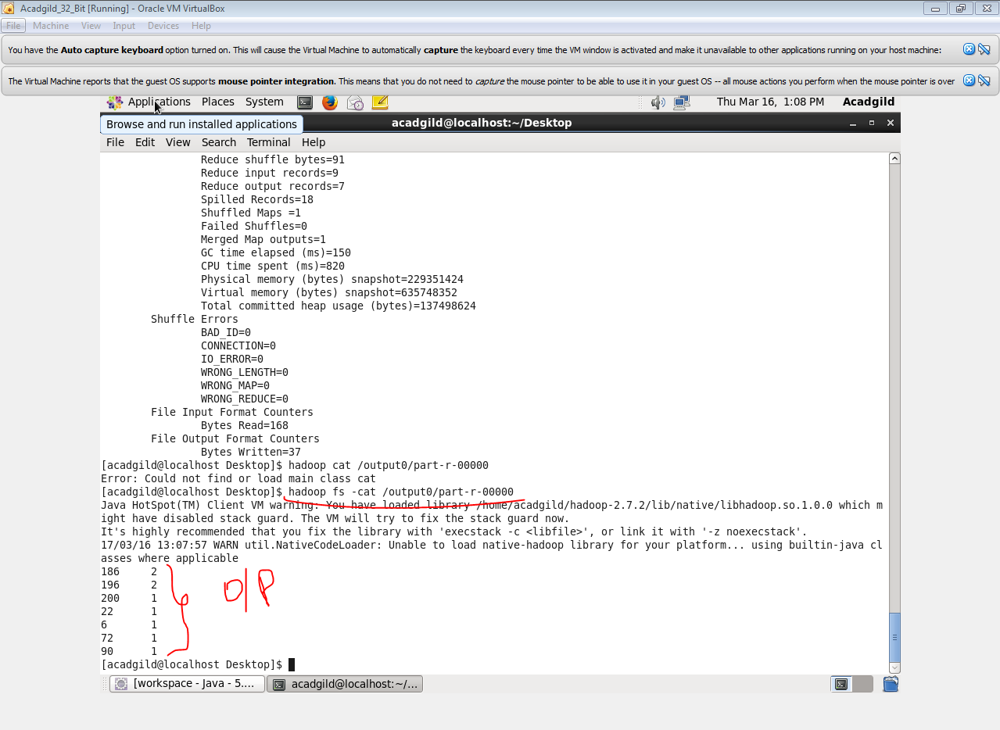 Acadgild_32_Bit [Running] - Oracle VM VirtualBox
File Machine View Input Devices Help
You have the Auto capture keyboard option turned on. This will cause the Virtual Machine to automatically capture the keyboard every time the VM window is activated and make it unavailable to other applications running on your host machine:
The Virtual Machine reports that the guest OS supports mouse pointer integration. This means that you do not need to capture the mouse pointer to be able to use it in your guest OS -- all mouse actions you perform when the mouse pointer is over
Applications Places System Thu Mar 16, 1:08 PM Acadgild
Browse and run installed applications
acadgild@localhost:~/Desktop
File Edit View Search Terminal Help
Reduce shuffle bytes=91
Reduce input records=9
Reduce output records=7
Spilled Records=18
Shuffled Maps =1
Failed Shuffles=0
Merged Map outputs=1
GC time elapsed (ms)=150
CPU time spent (ms)=820
Physical memory (bytes) snapshot=229351424
Virtual memory (bytes) snapshot=635748352
Total committed heap usage (bytes)=137498624
Shuffle Errors
BAD_ID=0
CONNECTION=0
IO_ERROR=0
WRONG_LENGTH=0
WRONG_MAP=0
WRONG_REDUCE=0
File Input Format Counters
Bytes Read=168
File Output Format Counters
Bytes Written=37
[acadgild@localhost Desktop]$ hadoop cat /output0/part-r-00000
Error: Could not find or load main class cat
[acadgild@localhost Desktop]$ hadoop fs -cat /output0/part-r-00000
Java HotSpot(TM) Client VM warning: You have loaded library /home/acadgild/hadoop-2.7.2/lib/native/libhadoop.so.1.0.0 which m
ight have disabled stack guard. The VM will try to fix the stack guard now.
It's highly recommended that you fix the library with 'execstack -c <libfile>', or link it with '-z noexecstack'.
17/03/16 13:07:57 WARN util.NativeCodeLoader: Unable to load native-hadoop library for your platform... using builtin-java cl
asses where applicable
186 2
196 2
200 1
22 1
6 1
72 1
90 1
O|P
[acadgild@localhost Desktop]$
[workspace - Java - 5.... acadgild@localhost:~/...